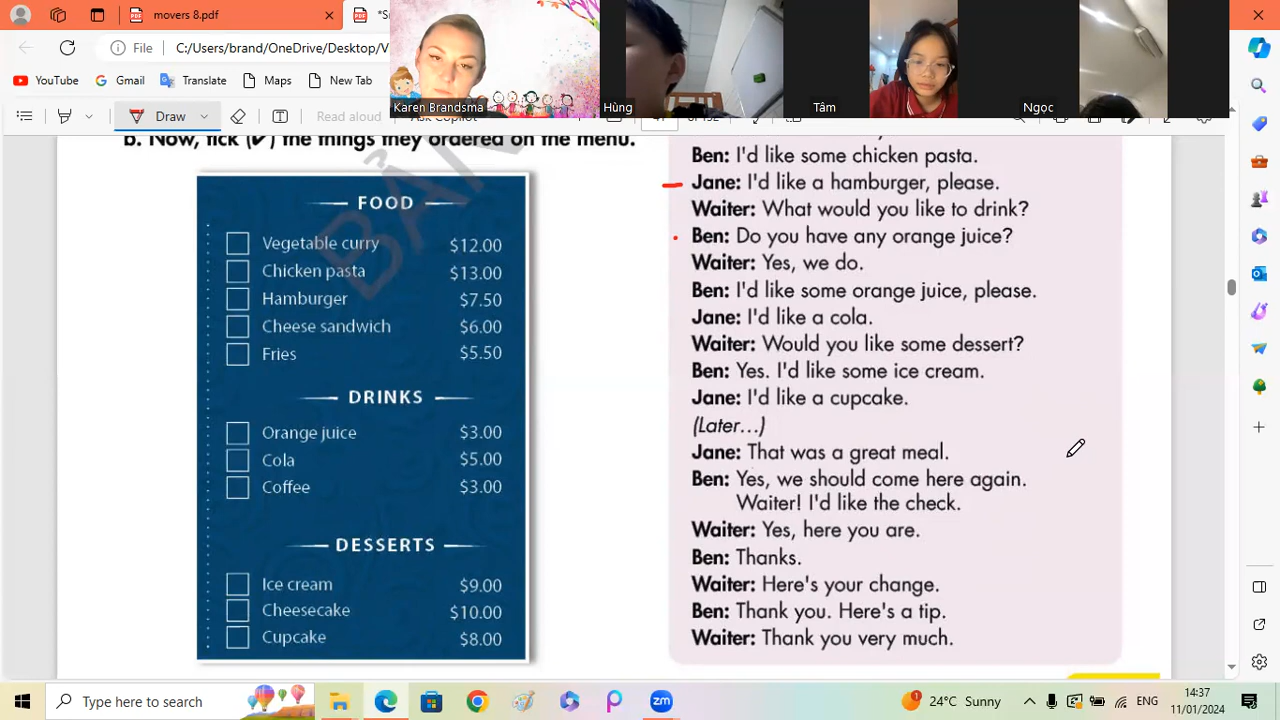 movers 8.pdf
File
C:/Users/brand/OneDrive/Desktop/V
YouTube
Gmail
Translate
Maps
New Tab
Karen Brandsma
Hùng
Tâm
Ngọc
Draw
Read aloud
b. Now, tick (✔) the things they ordered on the menu.
FOOD
Vegetable curry $12.00
Chicken pasta $13.00
Hamburger $7.50
Cheese sandwich $6.00
Fries $5.50
DRINKS
Orange juice $3.00
Cola $5.00
Coffee $3.00
DESSERTS
Ice cream $9.00
Cheesecake $10.00
Cupcake $8.00
Ben: I'd like some chicken pasta.
Jane: I'd like a hamburger, please.
Waiter: What would you like to drink?
Ben: Do you have any orange juice?
Waiter: Yes, we do.
Ben: I'd like some orange juice, please.
Jane: I'd like a cola.
Waiter: Would you like some dessert?
Ben: Yes. I'd like some ice cream.
Jane: I'd like a cupcake.
(Later...)
Jane: That was a great meal.
Ben: Yes, we should come here again.
Waiter! I'd like the check.
Waiter: Yes, here you are.
Ben: Thanks.
Waiter: Here's your change.
Ben: Thank you. Here's a tip.
Waiter: Thank you very much.
Type here to search
zm
1
24°C Sunny
ENG
14:37
11/01/2024